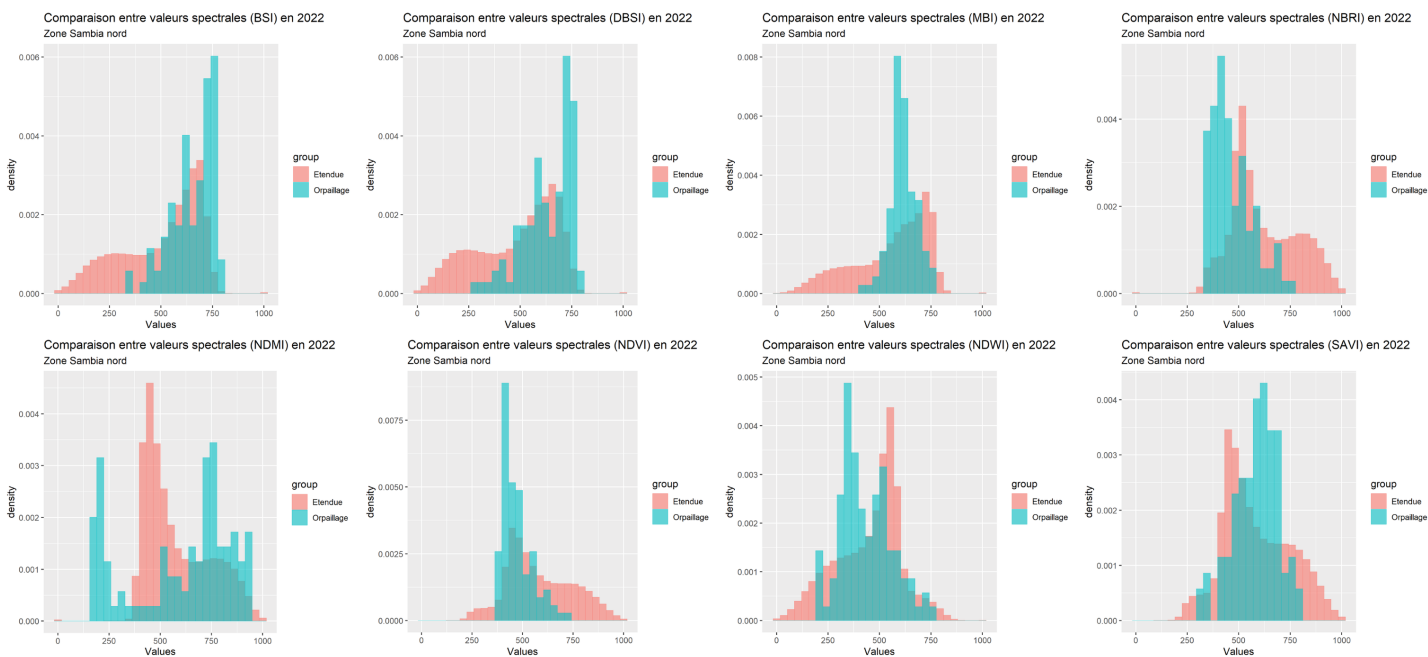 Comparaison entre valeurs spectrales (BSI) en 2022
Zone Sambia nord
0.006
0.004
0.002
0.000
density
0
250
500
750
1000
Values
group
Etendue
Orpaillage
Comparaison entre valeurs spectrales (DBSI) en 2022
Zone Sambia nord
0.006
0.004
0.002
0.000
density
0
250
500
750
1000
Values
group
Etendue
Orpaillage
Comparaison entre valeurs spectrales (MBI) en 2022
Zone Sambia nord
0.008
0.006
0.004
0.002
0.000
density
0
250
500
750
1000
Values
group
Etendue
Orpaillage
Comparaison entre valeurs spectrales (NBRI) en 2022
Zone Sambia nord
0.004
0.002
0.000
density
0
250
500
750
1000
Values
group
Etendue
Orpaillage
Comparaison entre valeurs spectrales (NDMI) en 2022
Zone Sambia nord
0.004
0.003
0.002
0.001
0.000
density
0
250
500
750
1000
Values
group
Etendue
Orpaillage
Comparaison entre valeurs spectrales (NDVI) en 2022
Zone Sambia nord
0.0075
0.0050
0.0025
0.0000
density
0
250
500
750
1000
Values
group
Etendue
Orpaillage
Comparaison entre valeurs spectrales (NDWI) en 2022
Zone Sambia nord
0.005
0.004
0.003
0.002
0.001
0.000
density
0
250
500
750
1000
Values
group
Etendue
Orpaillage
Comparaison entre valeurs spectrales (SAVI) en 2022
Zone Sambia nord
0.004
0.003
0.002
0.001
0.000
density
0
250
500
750
1000
Values
group
Etendue
Orpaillage